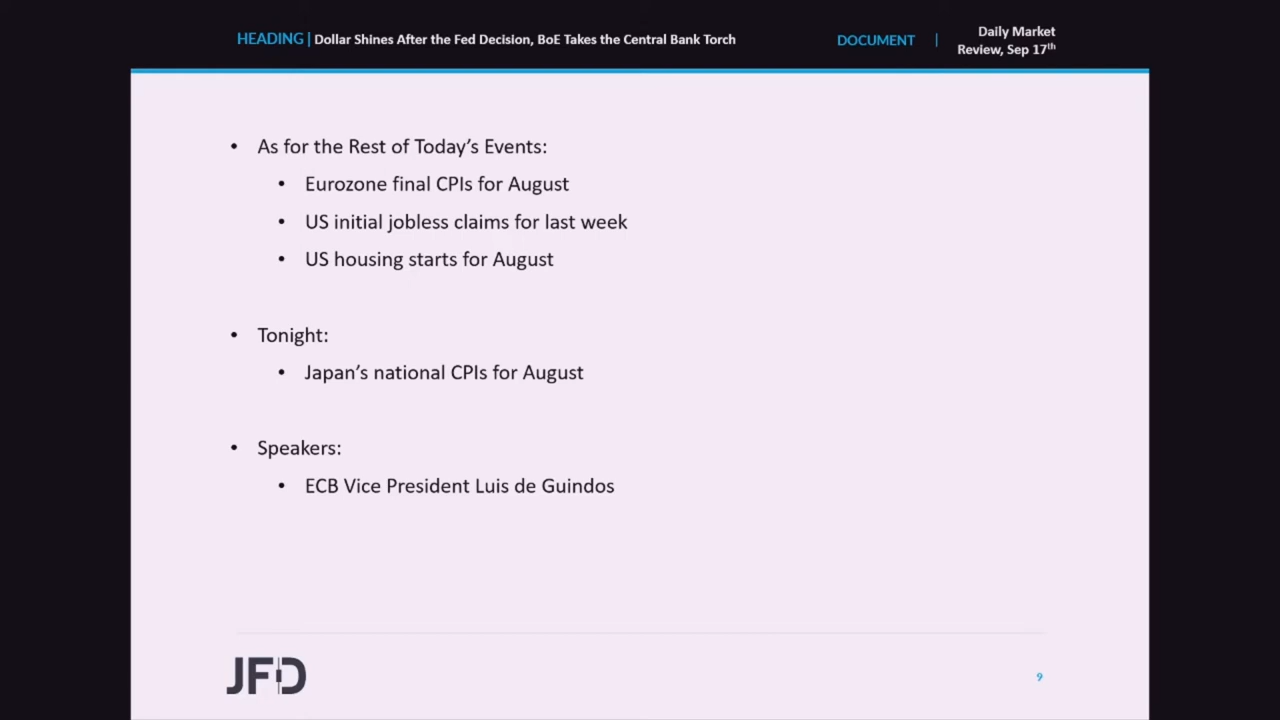 HEADING | Dollar Shines After the Fed Decision, BoE Takes the Central Bank Torch
DOCUMENT | Daily Market
Review, Sep 17th
• As for the Rest of Today’s Events:
• Eurozone final CPIs for August
• US initial jobless claims for last week
• US housing starts for August
• Tonight:
• Japan’s national CPIs for August
• Speakers:
• ECB Vice President Luis de Guindos
JFD
9